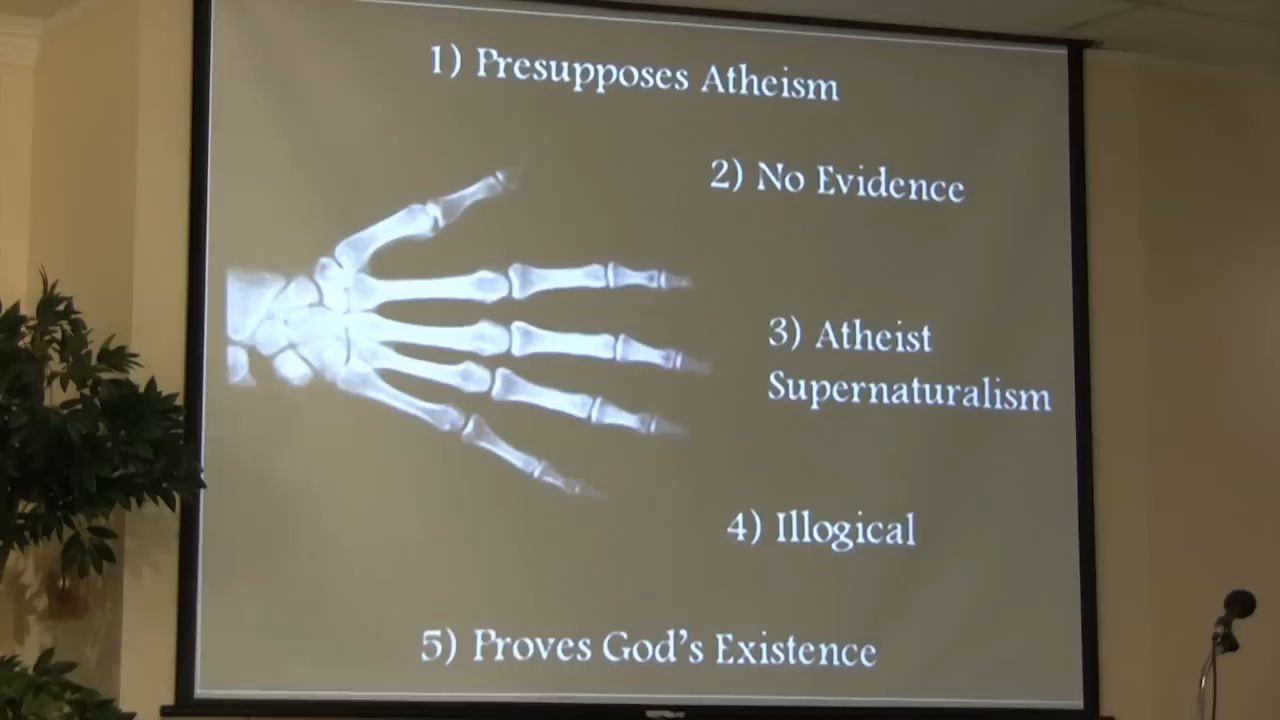 1) Presupposes Atheism
2) No Evidence
3) Atheist
Supernaturalism
4) Illogical
5) Proves God's Existence